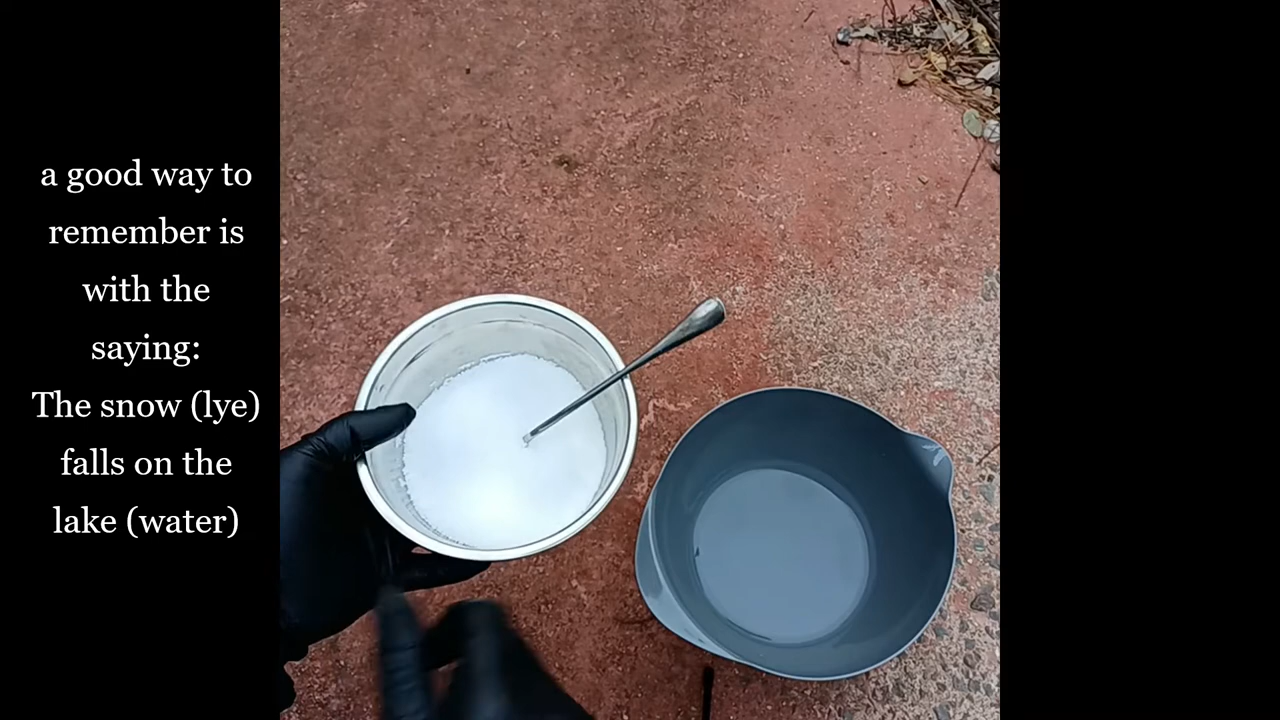 a good way to
remember is
with the
saying:
The snow (lye)
falls on the
lake (water)